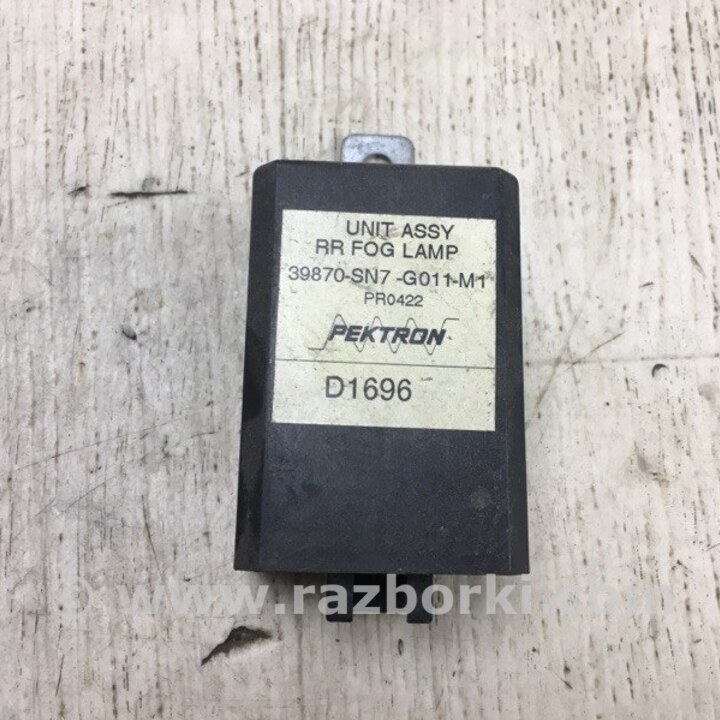 UNIT ASSY
RR FOG LAMP
39870-SN7-G011-M1
PR0422
PEKTRON
D1696
© www.razborki.com